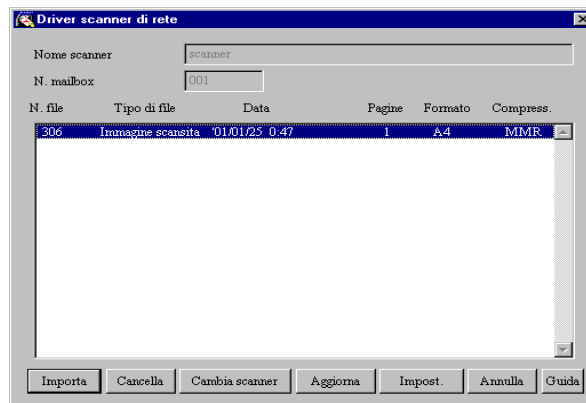 Driver scanner di rete
Nome scanner scanner
N. mailbox 001
N. file Tipo di file Data Pagine Formato Compress.
306 Immagine scansita '01/01/25 0:47 1 A4 MMR
Importa Cancella Cambia scanner Aggiorna Impost. Annulla Guida